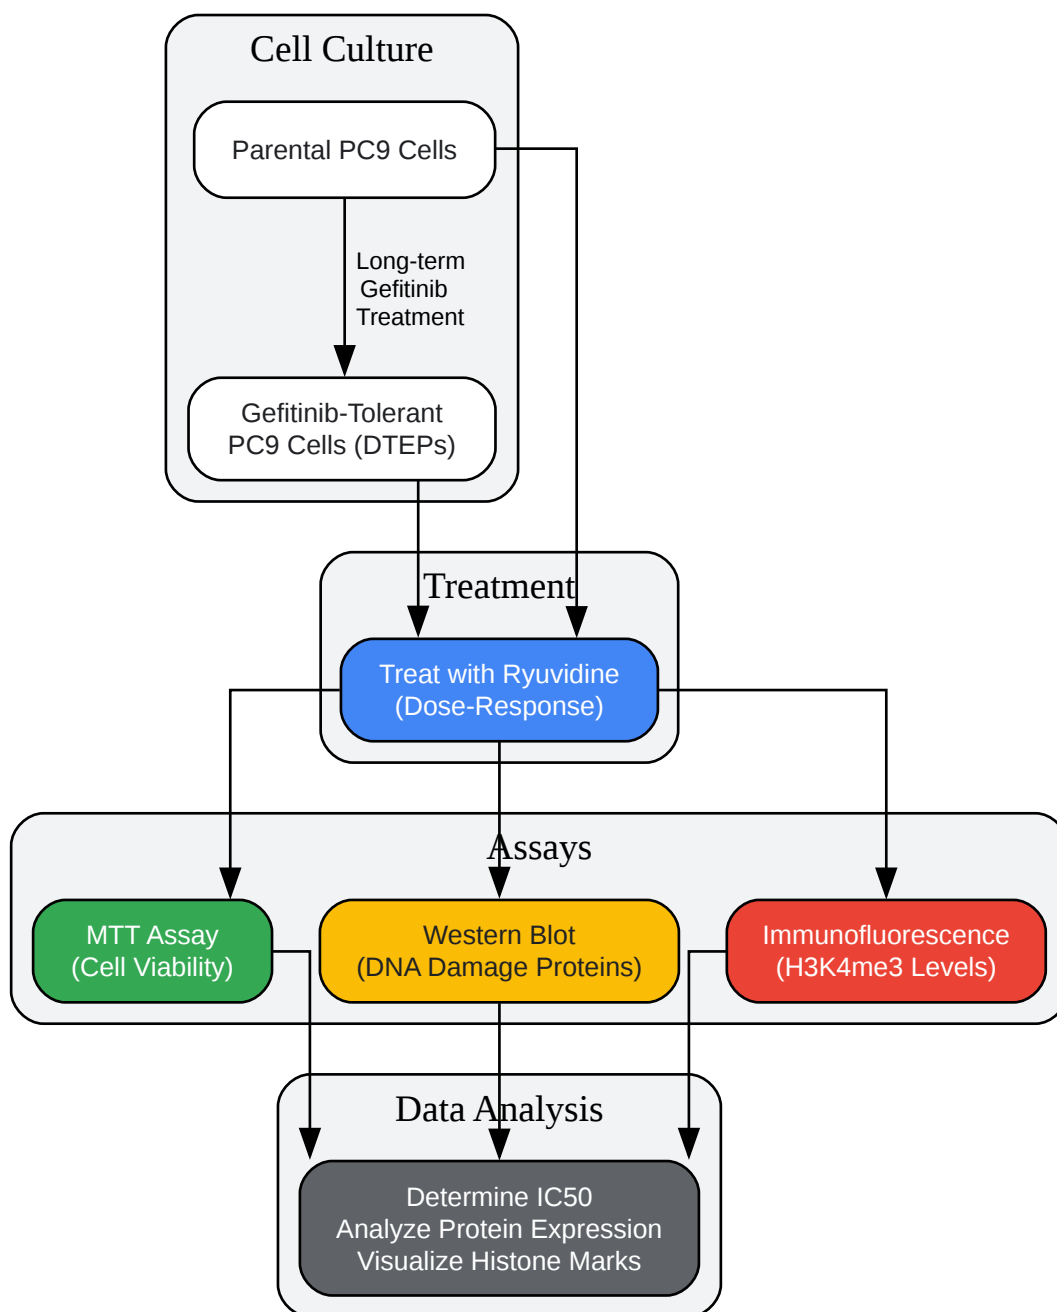 Cell Culture
Parental PC9 Cells
Long-term
Gefitinib
Treatment
Gefitinib-Tolerant
PC9 Cells (DTEPs)
Treatment
Treat with Ryuvidine
(Dose-Response)
Assays
MTT Assay
(Cell Viability)
Western Blot
(DNA Damage Proteins)
Immunofluorescence
(H3K4me3 Levels)
Data Analysis
Determine IC50
Analyze Protein Expression
Visualize Histone Marks